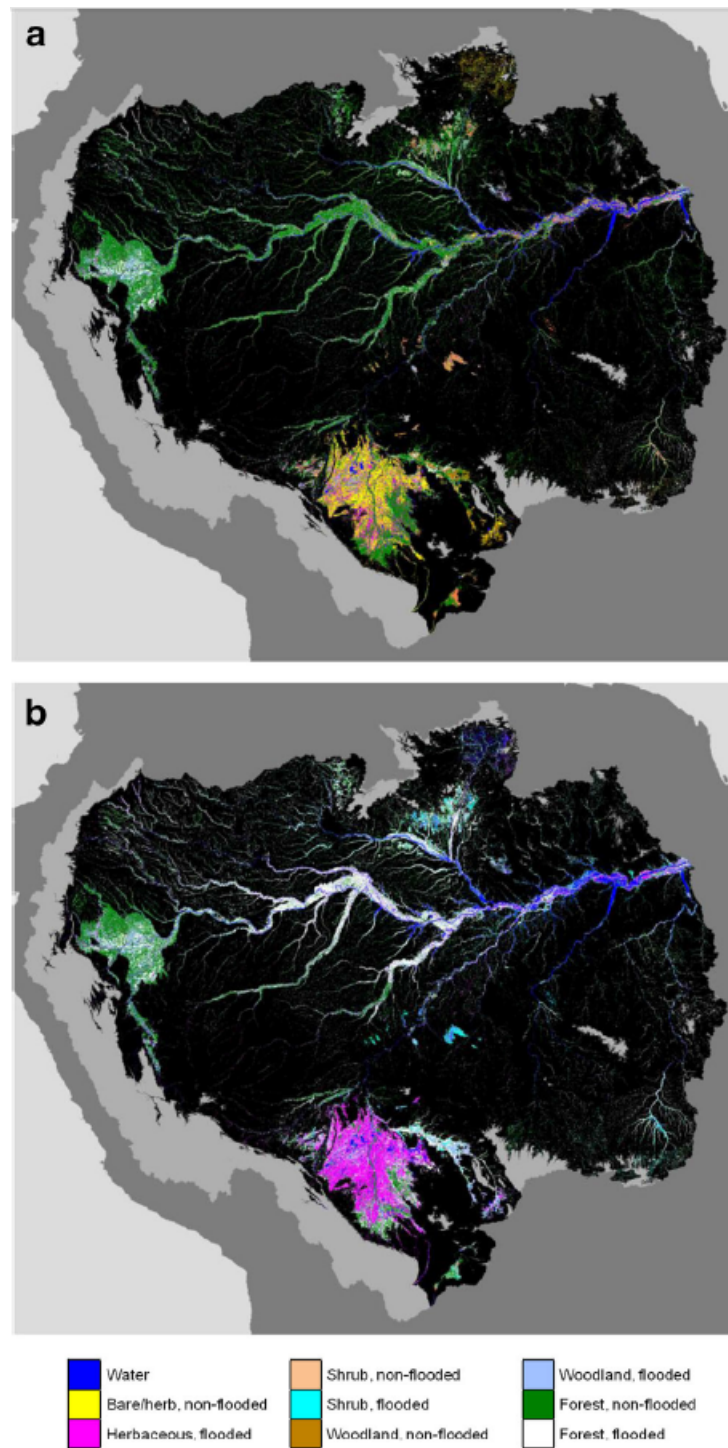 a
b
Water
Bare/herb, non-flooded
Herbaceous, flooded
Shrub, non-flooded
Shrub, flooded
Woodland, non-flooded
Woodland, flooded
Forest, non-flooded
Forest, flooded